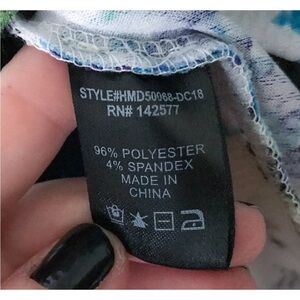 STYLE#HMD50068-DC18
RN# 142577
96% POLYESTER
4% SPANDEX
MADE IN
CHINA